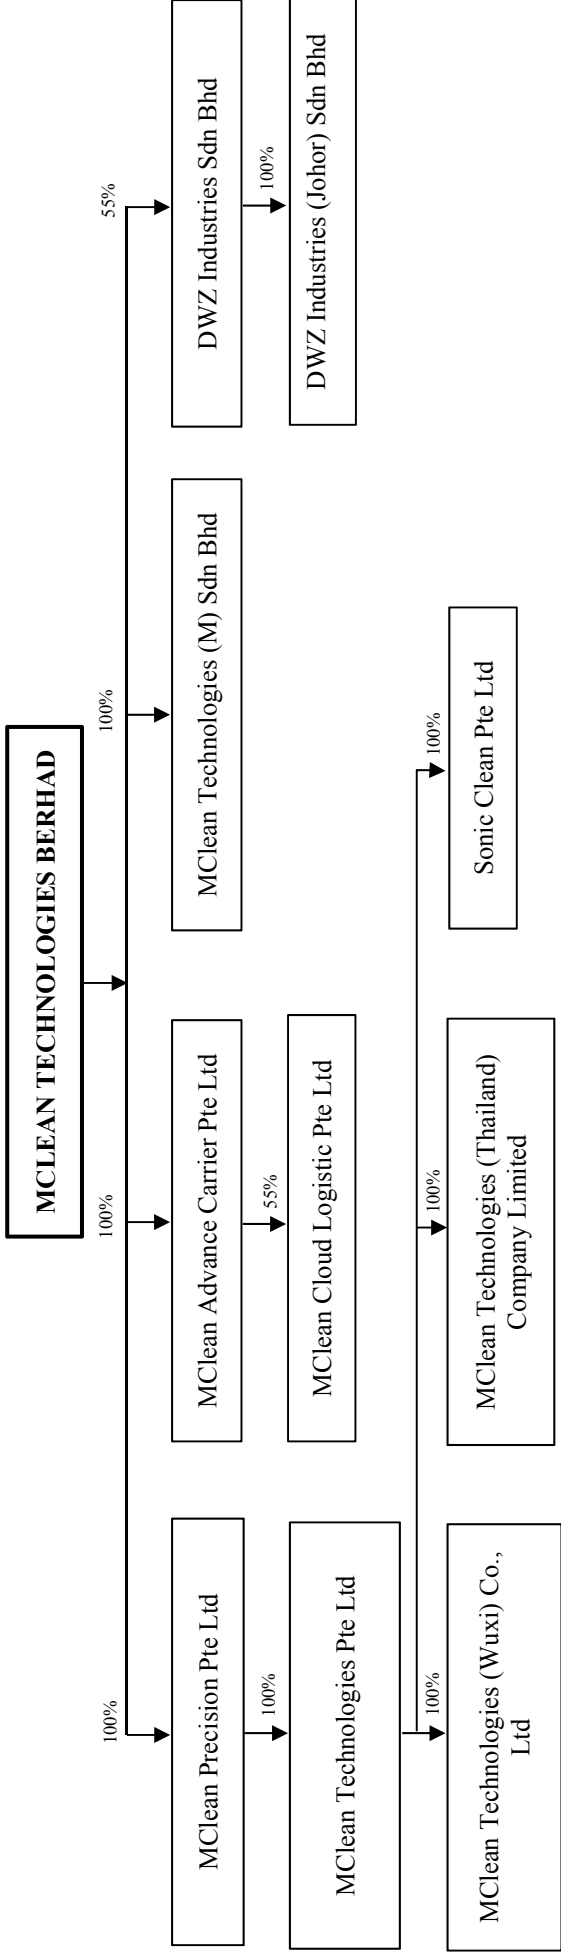 MCLEAN TECHNOLOGIES BERHAD
100%
100%
100%
55%
MClean Precision Pte Ltd
MClean Advance Carrier Pte Ltd
MClean Technologies (M) Sdn Bhd
DWZ Industries Sdn Bhd
100%
55%
100%
MClean Technologies Pte Ltd
MClean Cloud Logistic Pte Ltd
DWZ Industries (Johor) Sdn Bhd
100%
100%
100%
MClean Technologies (Wuxi) Co.,
Ltd
MClean Technologies (Thailand)
Company Limited
Sonic Clean Pte Ltd